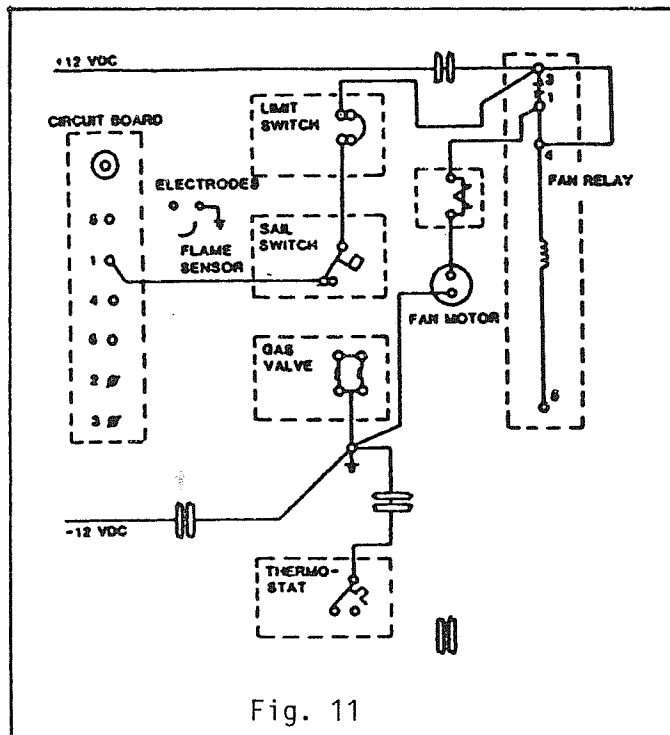 +12 VDC
CIRCUIT BOARD
LIMIT
SWITCH
3
1
4
FAN RELAY
ELECTRODES
5
FLAME
SENSOR
SAIL
SWITCH
1
4
FAN MOTOR
GAS
VALVE
6
2
3
5
-12 VDC
THERMO-
STAT
Fig. 11